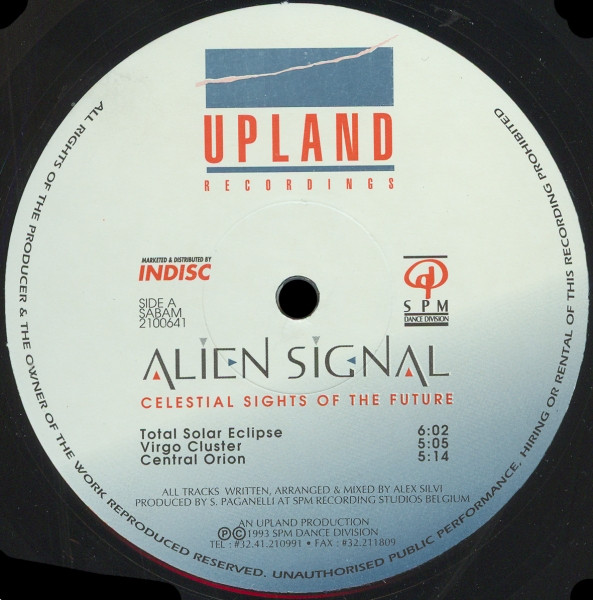 UPLAND
RECORDINGS
ALL RIGHTS OF THE PRODUCER & THE OWNER OF THE WORK REPRODUCED RESERVED. UNAUTHORISED PUBLIC PERFORMANCE, HIRING OR RENTAL OF THIS RECORDING PROHIBITED
MARKETED & DISTRIBUTED BY
INDISC
SIDE A
SABAM
2100641
SPM
DANCE DIVISION
ALIEN SIGNAL
CELESTIAL SIGHTS OF THE FUTURE
Total Solar Eclipse 6:02
Virgo Cluster 5:05
Central Orion 5:14
ALL TRACKS WRITTEN, ARRANGED & MIXED BY ALEX SILVI
PRODUCED BY S. PAGANELLI AT SPM RECORDING STUDIOS BELGIUM
AN UPLAND PRODUCTION
℗©1993 SPM DANCE DIVISION
TEL : #32.41.210991 • FAX : #32.211809